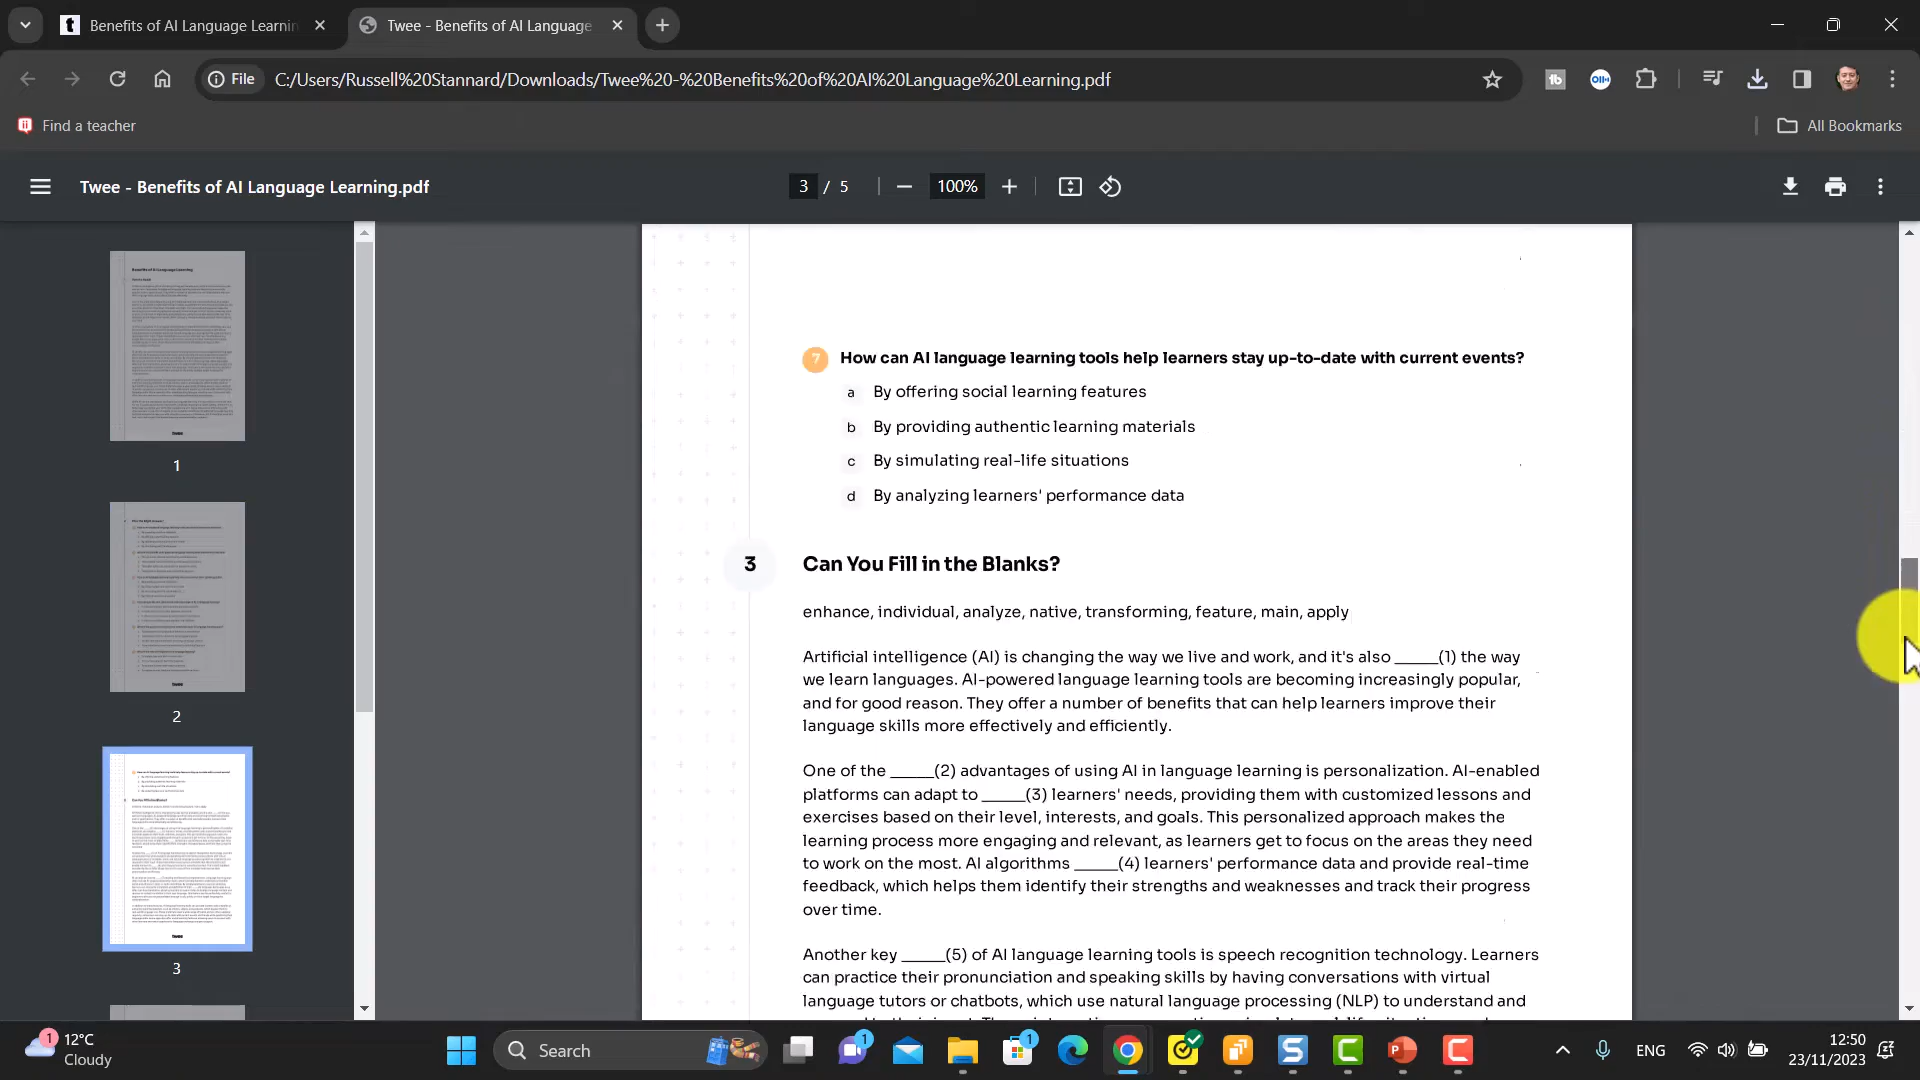 Benefits of AI Language Learnin
Twee - Benefits of AI Language
File
C:/Users/Russell%20Stannard/Downloads/Twee%20-%20Benefits%20of%20AI%20Language%20Learning.pdf
Find a teacher
All Bookmarks
Twee - Benefits of AI Language Learning.pdf
3 / 5
100%
1
2
3
7 How can AI language learning tools help learners stay up-to-date with current events?
a By offering social learning features
b By providing authentic learning materials
c By simulating real-life situations
d By analyzing learners' performance data
3 Can You Fill in the Blanks?
enhance, individual, analyze, native, transforming, feature, main, apply
Artificial intelligence (AI) is changing the way we live and work, and it's also _____(1) the way
we learn languages. AI-powered language learning tools are becoming increasingly popular,
and for good reason. They offer a number of benefits that can help learners improve their
language skills more effectively and efficiently.
One of the _____(2) advantages of using AI in language learning is personalization. AI-enabled
platforms can adapt to _____(3) learners' needs, providing them with customized lessons and
exercises based on their level, interests, and goals. This personalized approach makes the
learning process more engaging and relevant, as learners get to focus on the areas they need
to work on the most. AI algorithms _____(4) learners' performance data and provide real-time
feedback, which helps them identify their strengths and weaknesses and track their progress
over time.
Another key _____(5) of AI language learning tools is speech recognition technology. Learners
can practice their pronunciation and speaking skills by having conversations with virtual
language tutors or chatbots, which use natural language processing (NLP) to understand and
1
12°C
Cloudy
Search
1
1
ENG
12:50
23/11/2023